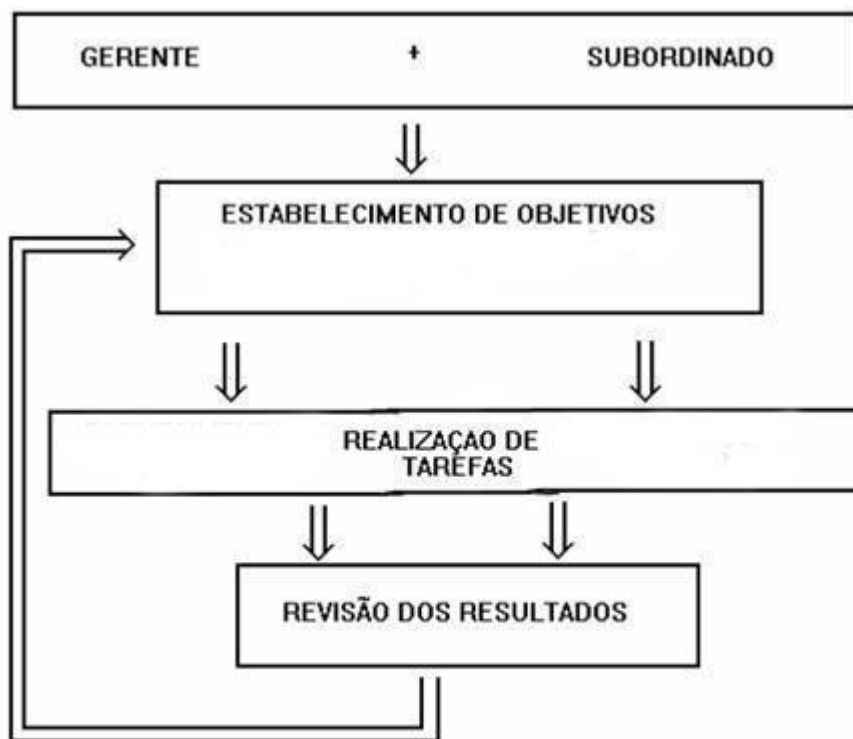 GERENTE + SUBORDINADO
ESTABELECIMENTO DE OBJETIVOS
REALIZAÇAO DE
TAREFAS
REVISÃO DOS RESULTADOS